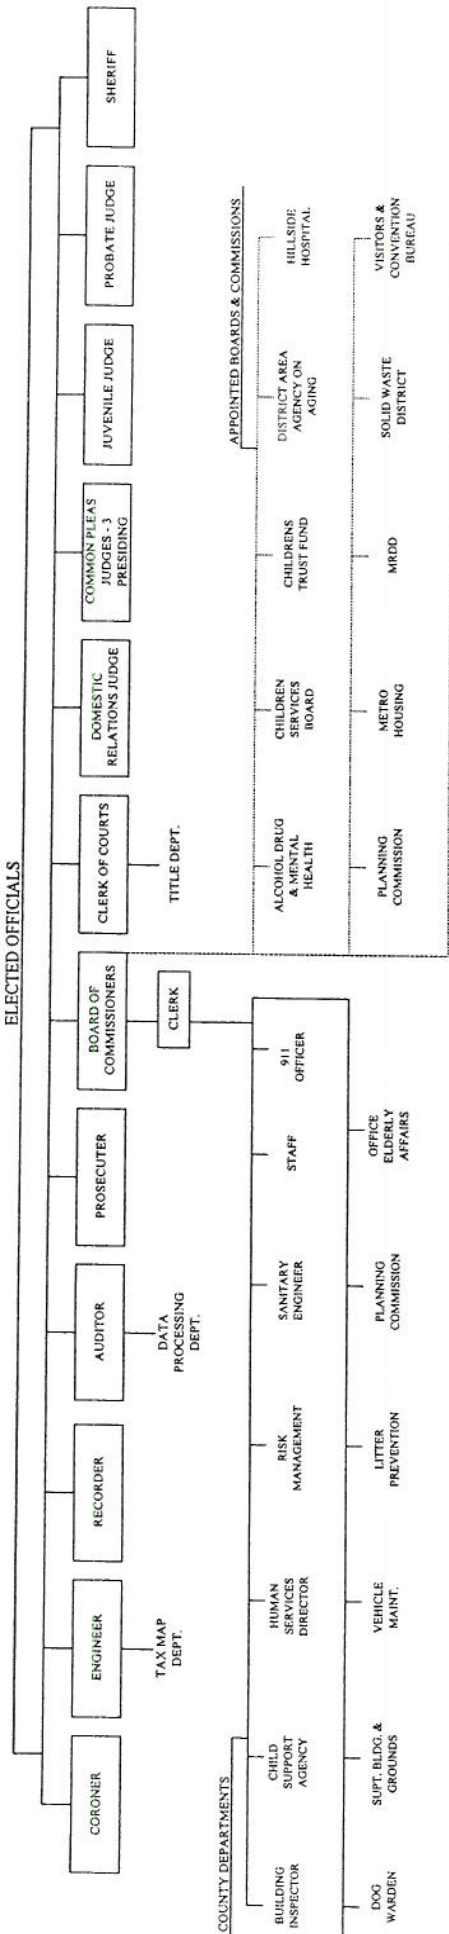 ELECTED OFFICIALS
CORONER
ENGINEER
TAX MAP
DEPT.
RECORDER
AUDITOR
DATA
PROCESSING
DEPT.
PROSECUTER
BOARD OF
COMMISSIONERS
CLERK
CLERK OF COURTS
TITLE DEPT.
DOMESTIC
RELATIONS JUDGE
COMMON PLEAS
JUDGES - 3
PRESIDING
JUVENILE JUDGE
PROBATE JUDGE
SHERIFF
COUNTY DEPARTMENTS
BUILDING
INSPECTOR
CHILD
SUPPORT
AGENCY
HUMAN
SERVICES
DIRECTOR
RISK
MANAGEMENT
SANITARY
ENGINEER
STAFF
911
OFFICER
DOG
WARDEN
SUPT. BLDG. &
GROUNDS
VEHICLE
MAINT.
LITTER
PREVENTION
PLANNING
COMMISSION
OFFICE
ELDERLY
AFFAIRS
APPOINTED BOARDS & COMMISSIONS
ALCOHOL DRUG
& MENTAL
HEALTH
CHILDREN
SERVICES
BOARD
CHILDRENS
TRUST FUND
DISTRICT AREA
AGENCY ON
AGING
HILLSIDE
HOSPITAL
PLANNING
COMMISSION
METRO
HOUSING
MRDD
SOLID WASTE
DISTRICT
VISITORS &
CONVENTION
BUREAU